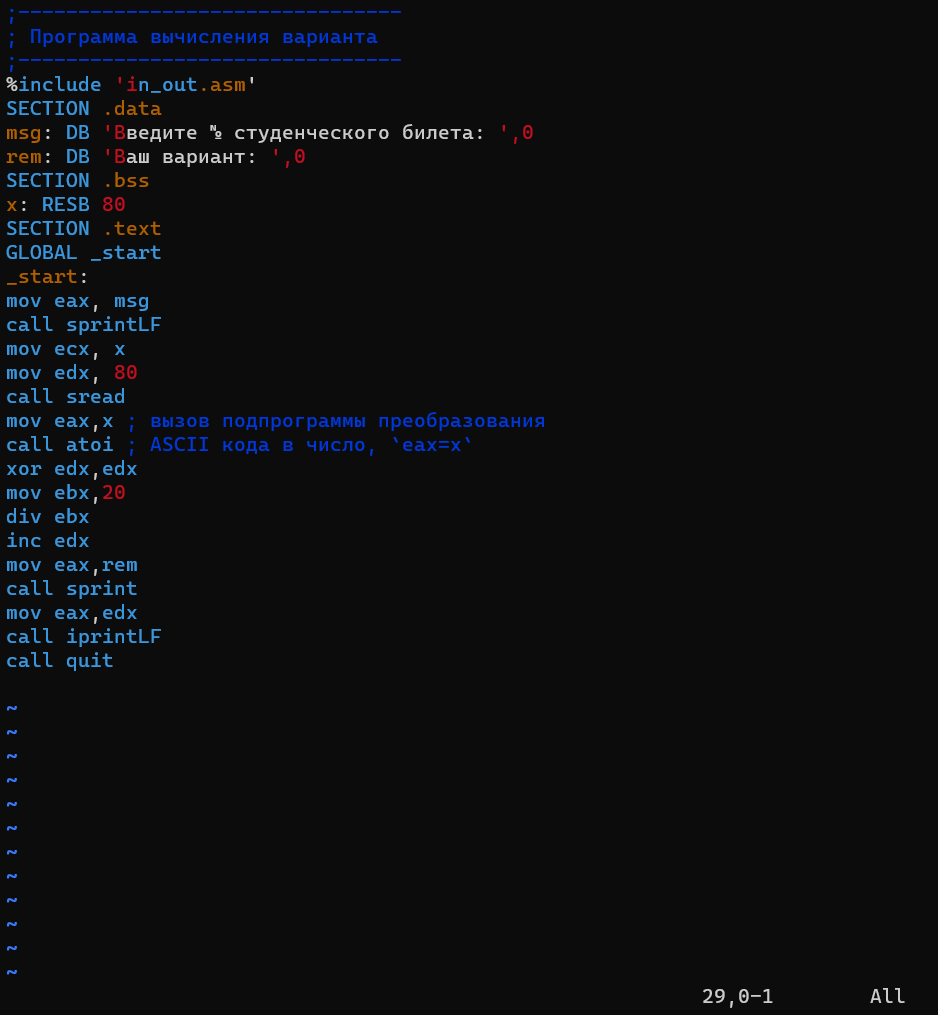 ;--------------------------------
; Программа вычисления варианта
;--------------------------------
%include 'in_out.asm'
SECTION .data
msg: DB 'Введите № студенческого билета: ',0
rem: DB 'Ваш вариант: ',0
SECTION .bss
x: RESB 80
SECTION .text
GLOBAL _start
_start:
mov eax, msg
call sprintLF
mov ecx, x
mov edx, 80
call sread
mov eax,x ; вызов подпрограммы преобразования
call atoi ; ASCII кода в число, `eax=x`
xor edx,edx
mov ebx,20
div ebx
inc edx
mov eax,rem
call sprint
mov eax,edx
call iprintLF
call quit
~
~
~
~
~
~
~
~
~
~
~
~
29,0-1 All